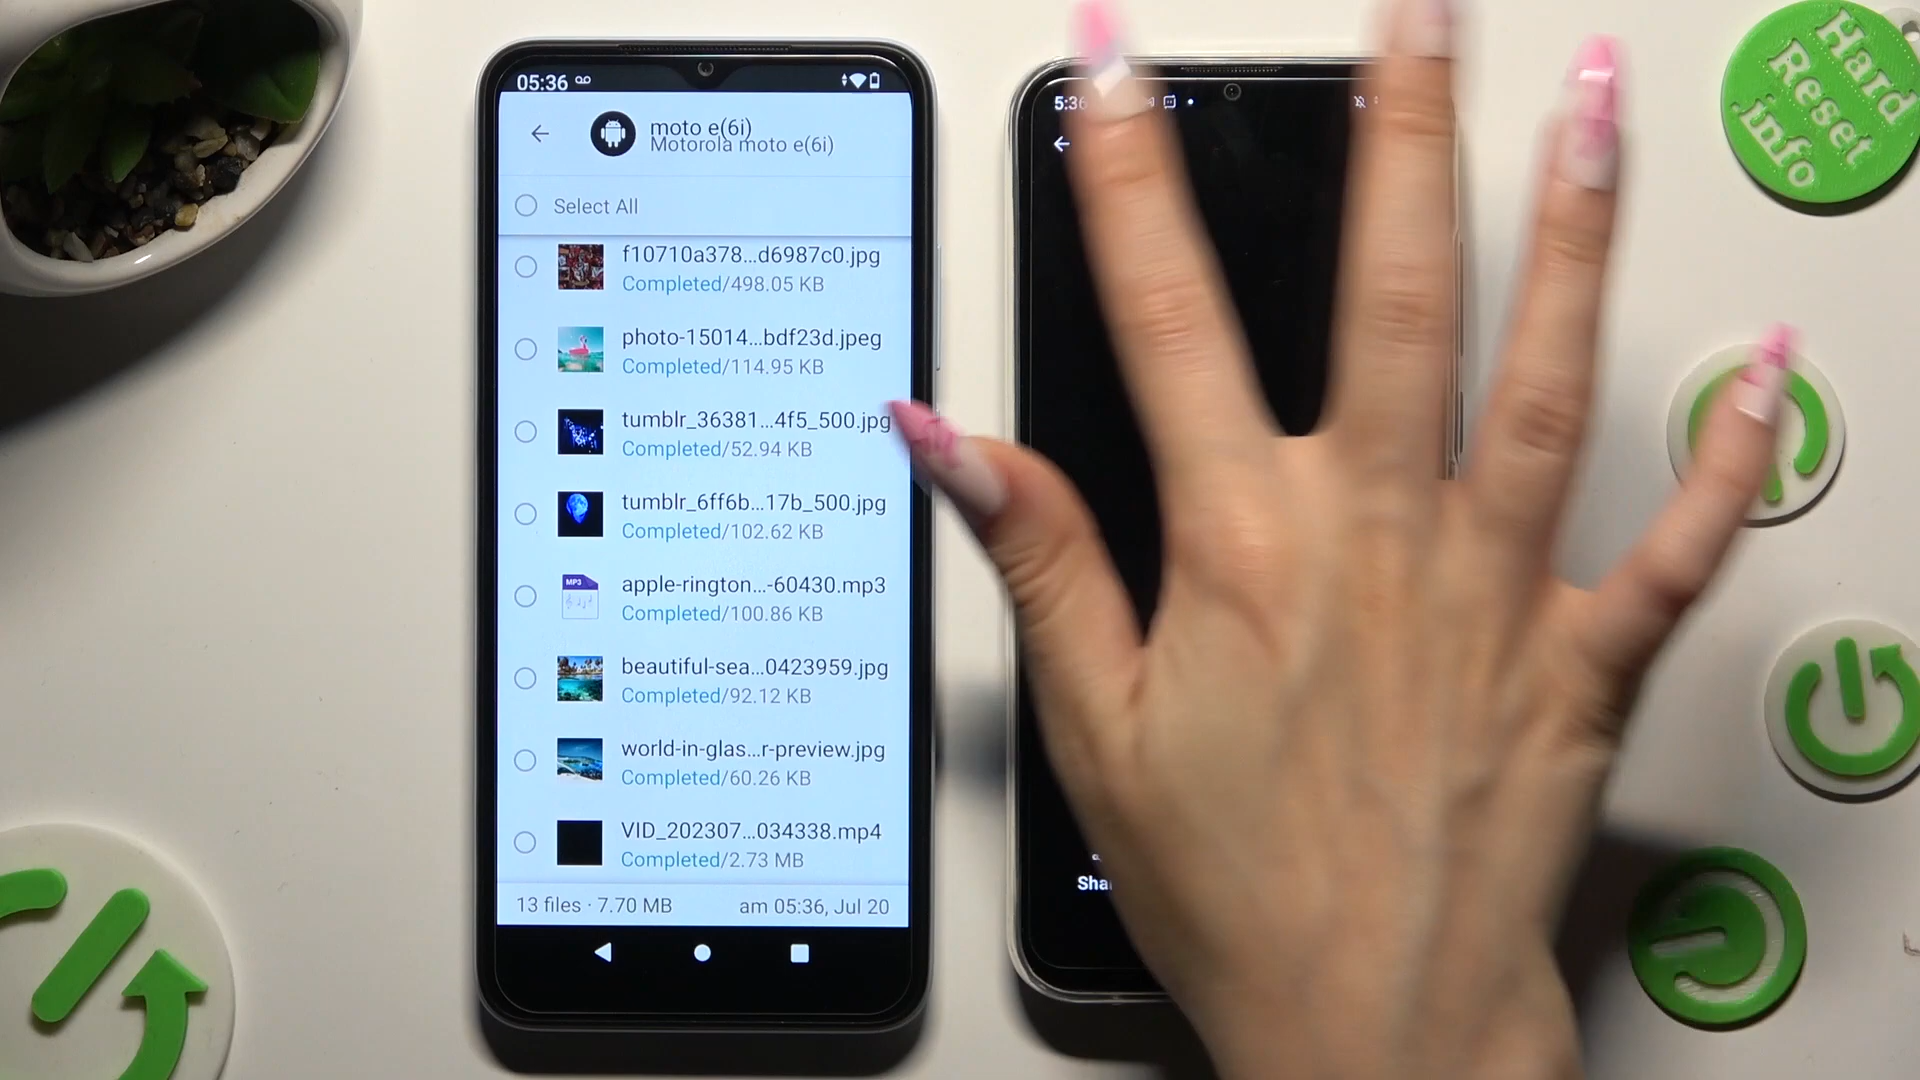 05:36
moto e(6i)
Motorola moto e(6i)
Select All
f10710a378...d6987c0.jpg
Completed/498.05 KB
photo-15014...bdf23d.jpeg
Completed/114.95 KB
tumblr_36381...4f5_500.jpg
Completed/52.94 KB
tumblr_6ff6b...17b_500.jpg
Completed/102.62 KB
MP3
apple-rington...-60430.mp3
Completed/100.86 KB
beautiful-sea...0423959.jpg
Completed/92.12 KB
world-in-glas...r-preview.jpg
Completed/60.26 KB
VID_202307...034338.mp4
Completed/2.73 MB
13 files · 7.70 MB
am 05:36, Jul 20
5:36
Hard
Reset
info